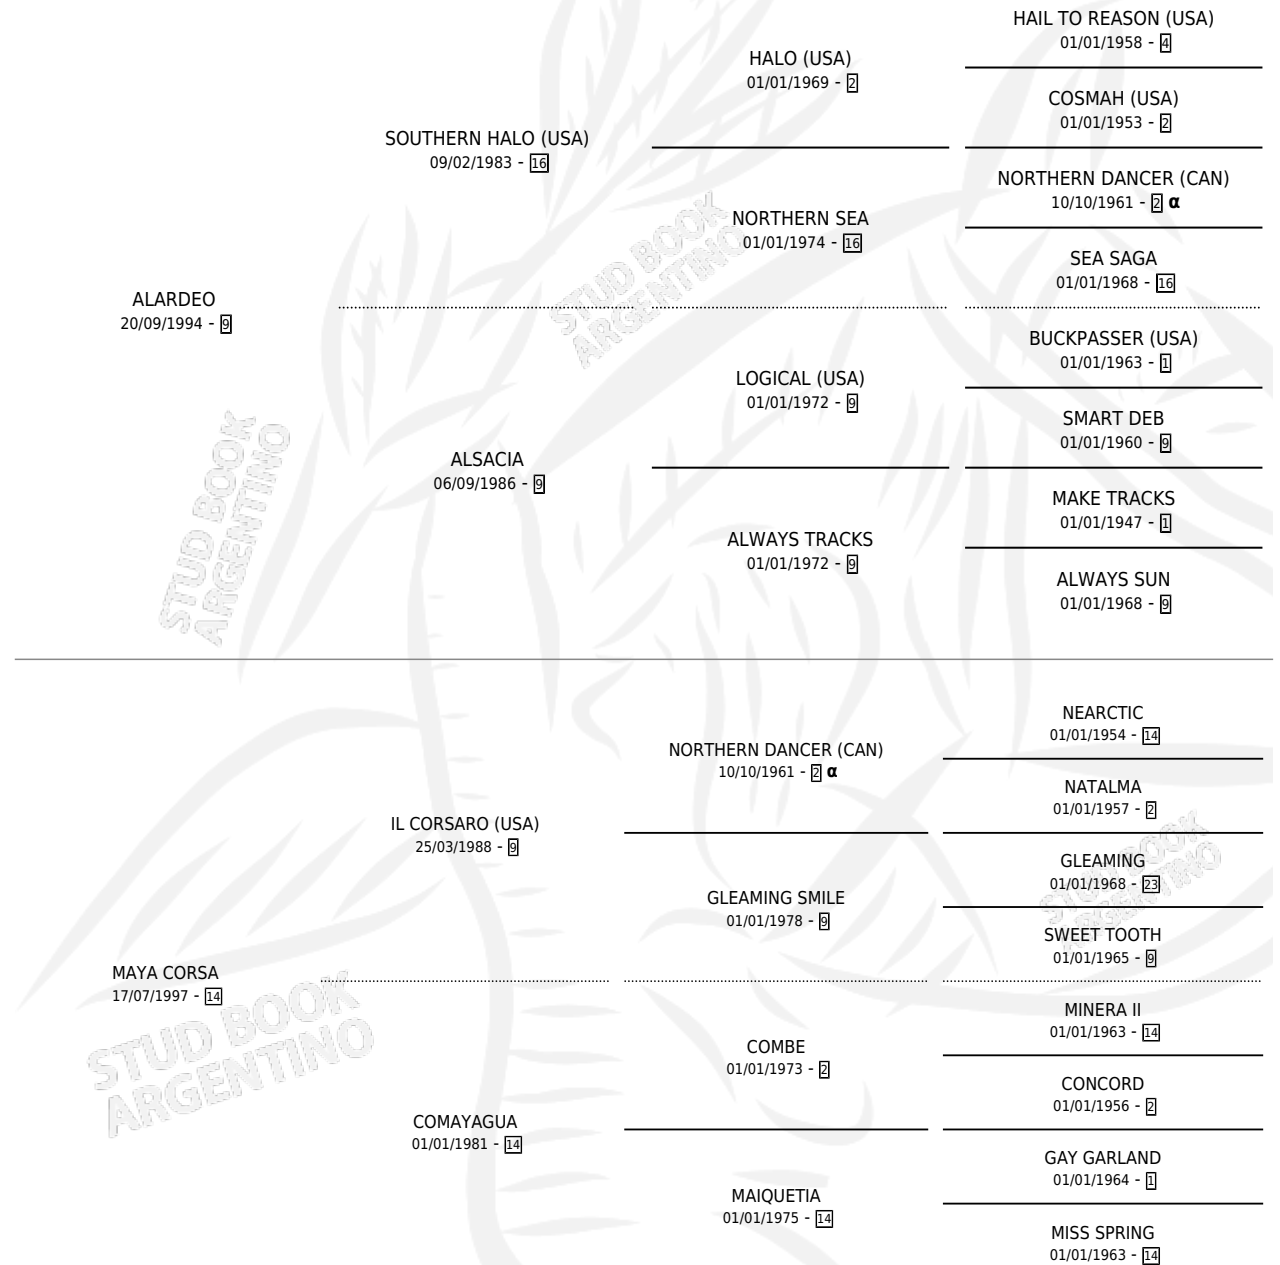 HAIL TO REASON (USA)
01/01/1958 - 4
HALO (USA)
01/01/1969 - 2
COSMAH (USA)
01/01/1953 - 2
SOUTHERN HALO (USA)
09/02/1983 - 16
NORTHERN DANCER (CAN)
10/10/1961 - 2 α
NORTHERN SEA
01/01/1974 - 16
SEA SAGA
01/01/1968 - 16
STUD BOOK
ARGENTINO
ALARDEO
20/09/1994 - 9
BUCKPASSER (USA)
01/01/1963 - 1
LOGICAL (USA)
01/01/1972 - 9
SMART DEB
01/01/1960 - 9
ALSACIA
06/09/1986 - 9
MAKE TRACKS
01/01/1947 - 1
ALWAYS TRACKS
01/01/1972 - 9
ALWAYS SUN
01/01/1968 - 9
STUD BOOK
ARGENTINO
NEARCTIC
01/01/1954 - 14
NORTHERN DANCER (CAN)
10/10/1961 - 2 α
NATALMA
01/01/1957 - 2
IL CORSARO (USA)
25/03/1988 - 9
GLEAMING
01/01/1968 - 23
GLEAMING SMILE
01/01/1978 - 9
SWEET TOOTH
01/01/1965 - 9
STUD BOOK
ARGENTINO
MAYA CORSA
17/07/1997 - 14
MINERA II
01/01/1963 - 14
COMBE
01/01/1973 - 2
CONCORD
01/01/1956 - 2
STUD BOOK
ARGENTINO
COMAYAGUA
01/01/1981 - 14
GAY GARLAND
01/01/1964 - 1
MAIQUETIA
01/01/1975 - 14
MISS SPRING
01/01/1963 - 14